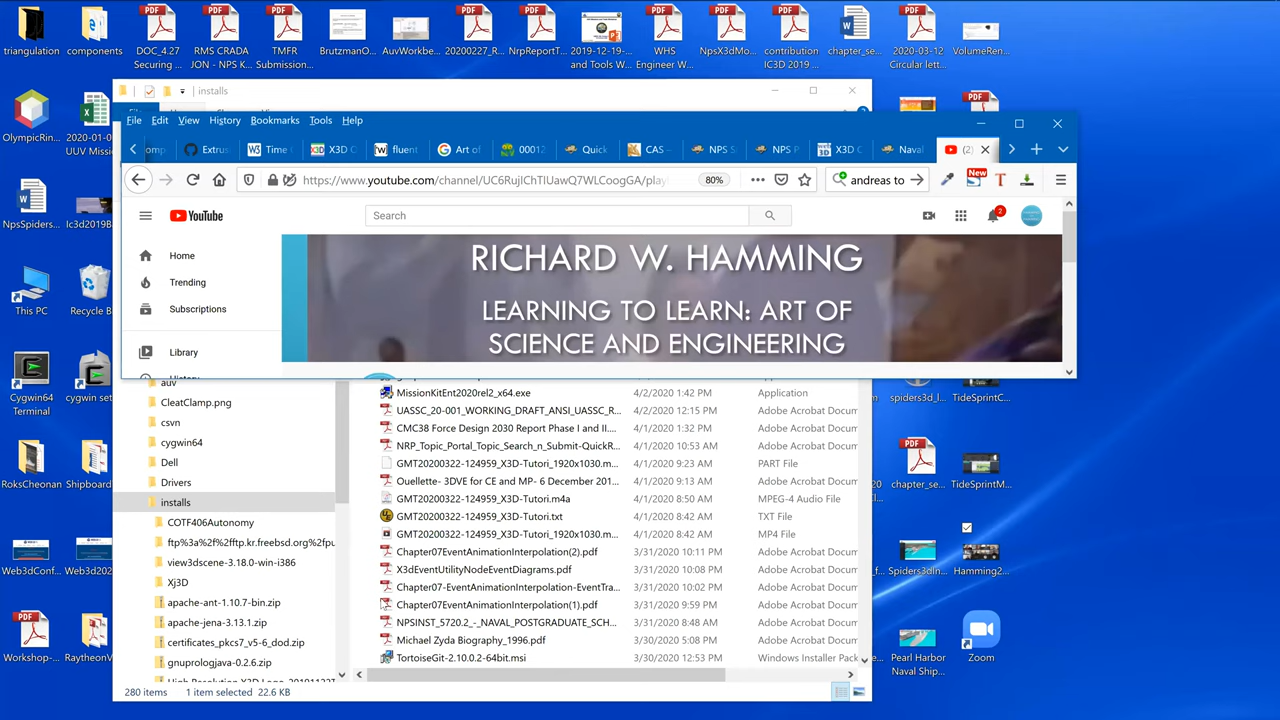 triangulation
components
DOC_4.27
Securing ...
RMS CRADA
JON - NPS K...
TMFR
Submission...
BrutzmanO...
AuvWorkbe...
20200227_R...
NrpReportT...
2019-12-19-...
and Tools W...
WHS
Engineer W...
NpsX3dMo...
contribution
IC3D 2019 ...
chapter_se...
2020-03-12
Circular lett...
VolumeRen...
installs
OlympicRin...
2020-01-0
UUV Missi
File Edit View History Bookmarks Tools Help
Extrus
Time
X3D C
fluent
Art of
00012
Quick
CAS –
NPS S
NPS P
X3D C
Naval
(2)
https://www.youtube.com/channel/UC6RujIChTIUawQ7WLCoogGA/playl
80%
andreas to
New
NpsSpiders...
Ic3d2019B
YouTube
Search
2
Home
Trending
Subscriptions
Library
RICHARD W. HAMMING
LEARNING TO LEARN: ART OF
SCIENCE AND ENGINEERING
This PC
Recycle B
Cygwin64
Terminal
cygwin set
auv
CleatClamp.png
csvn
cygwin64
Dell
Drivers
installs
COTF406Autonomy
ftp%3a%2f%2fftp.kr.freebsd.org%2fpu
view3dscene-3.18.0-win-i386
Xj3D
apache-ant-1.10.7-bin.zip
apache-jena-3.13.1.zip
certificates_pkcs7_v5-6_dod.zip
gnuprologjava-0.2.6.zip
MissionKitEnt2020rel2_x64.exe 4/2/2020 1:42 PM Application
UASSC_20-001_WORKING_DRAFT_ANSI_UASSC_R... 4/2/2020 12:15 PM Adobe Acrobat Docum
CMC38 Force Design 2030 Report Phase I and II.... 4/1/2020 1:32 PM Adobe Acrobat Docum
NRP_Topic_Portal_Topic_Search_n_Submit-QuickR... 4/1/2020 10:53 AM Adobe Acrobat Docum
GMT20200322-124959_X3D-Tutori_1920x1030.m... 4/1/2020 9:23 AM PART File
Ouellette- 3DVE for CE and MP- 6 December 201... 4/1/2020 9:13 AM Adobe Acrobat Docum
GMT20200322-124959_X3D-Tutori.m4a 4/1/2020 8:50 AM MPEG-4 Audio File
GMT20200322-124959_X3D-Tutori.txt 4/1/2020 8:42 AM TXT File
GMT20200322-124959_X3D-Tutori_1920x1030.m... 4/1/2020 8:42 AM MP4 File
Chapter07EventAnimationInterpolation(2).pdf 3/31/2020 10:11 PM Adobe Acrobat Docum
X3dEventUtilityNodeEventDiagrams.pdf 3/31/2020 10:08 PM Adobe Acrobat Docum
Chapter07-EventAnimationInterpolation-EventTra... 3/31/2020 10:02 PM Adobe Acrobat Docum
Chapter07EventAnimationInterpolation(1).pdf 3/31/2020 9:59 PM Adobe Acrobat Docum
NPSINST_5720.2_-_NAVAL_POSTGRADUATE_SCH... 3/31/2020 8:48 AM Adobe Acrobat Docum
Michael Zyda Biography_1996.pdf 3/30/2020 5:08 PM Adobe Acrobat Docum
TortoiseGit-2.10.0.2-64bit.msi 3/30/2020 12:53 PM Windows Installer Pack
280 items 1 item selected 22.6 KB
RoksCheonan
Shipboard
Web3dConf...
Web3d202
Workshop-...
RaytheonV
spiders3d_I...
TideSprintC...
chapter_se...
TideSprintM...
Spiders3dIn...
Hamming2...
Pearl Harbor
Naval Ship...
Zoom